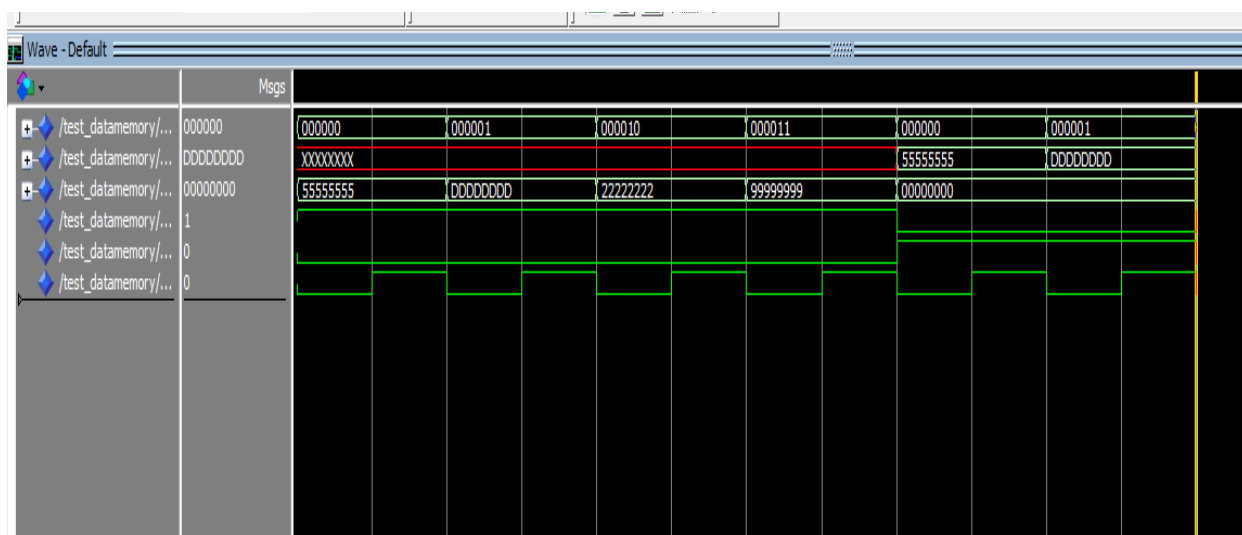 Wave - Default
Msgs
/test_datamemory/... 000000 000000 000001 000010 000011 000000 000001
/test_datamemory/... DDDDDDDD XXXXXXXX 55555555 DDDDDDDD
/test_datamemory/... 00000000 55555555 DDDDDDDD 22222222 99999999 00000000
/test_datamemory/... 1
/test_datamemory/... 0
/test_datamemory/... 0